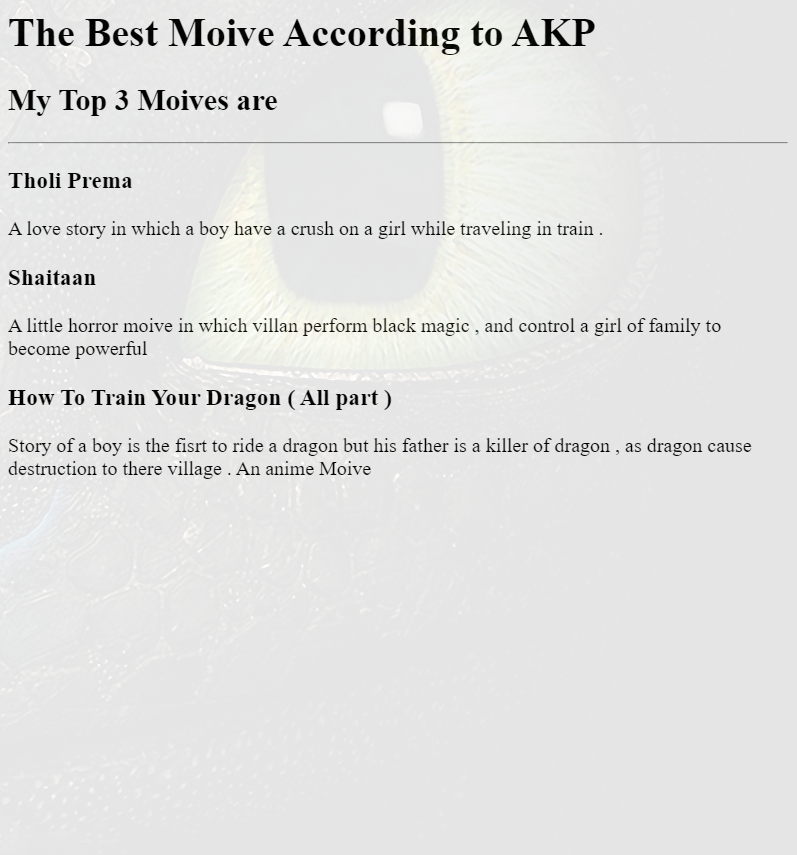 The Best Moive According to AKP
My Top 3 Moives are
Tholi Prema
A love story in which a boy have a crush on a girl while traveling in train .
Shaitaan
A little horror moive in which villan perform black magic , and control a girl of family to
become powerful
How To Train Your Dragon ( All part )
Story of a boy is the fisrt to ride a dragon but his father is a killer of dragon , as dragon cause
destruction to there village . An anime Moive